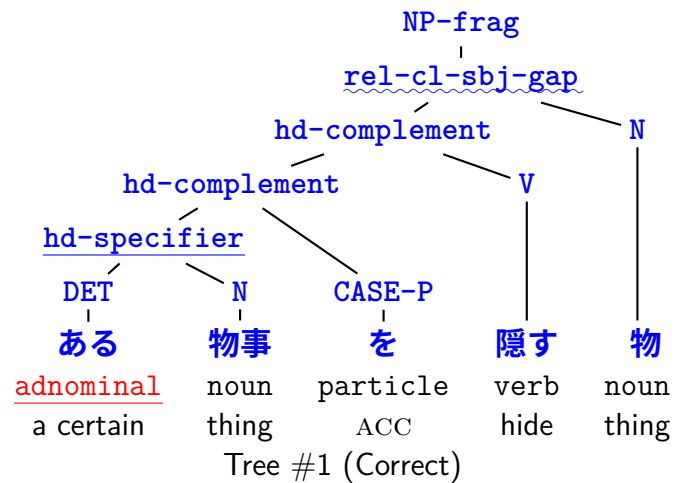 NP-frag
rel-cl-sbj-gap
hd-complement N
hd-complement V
hd-specifier
DET N CASE-P
ある 物事 を 隠す 物
adnominal noun particle verb noun
a certain thing ACC hide thing
Tree #1 (Correct)